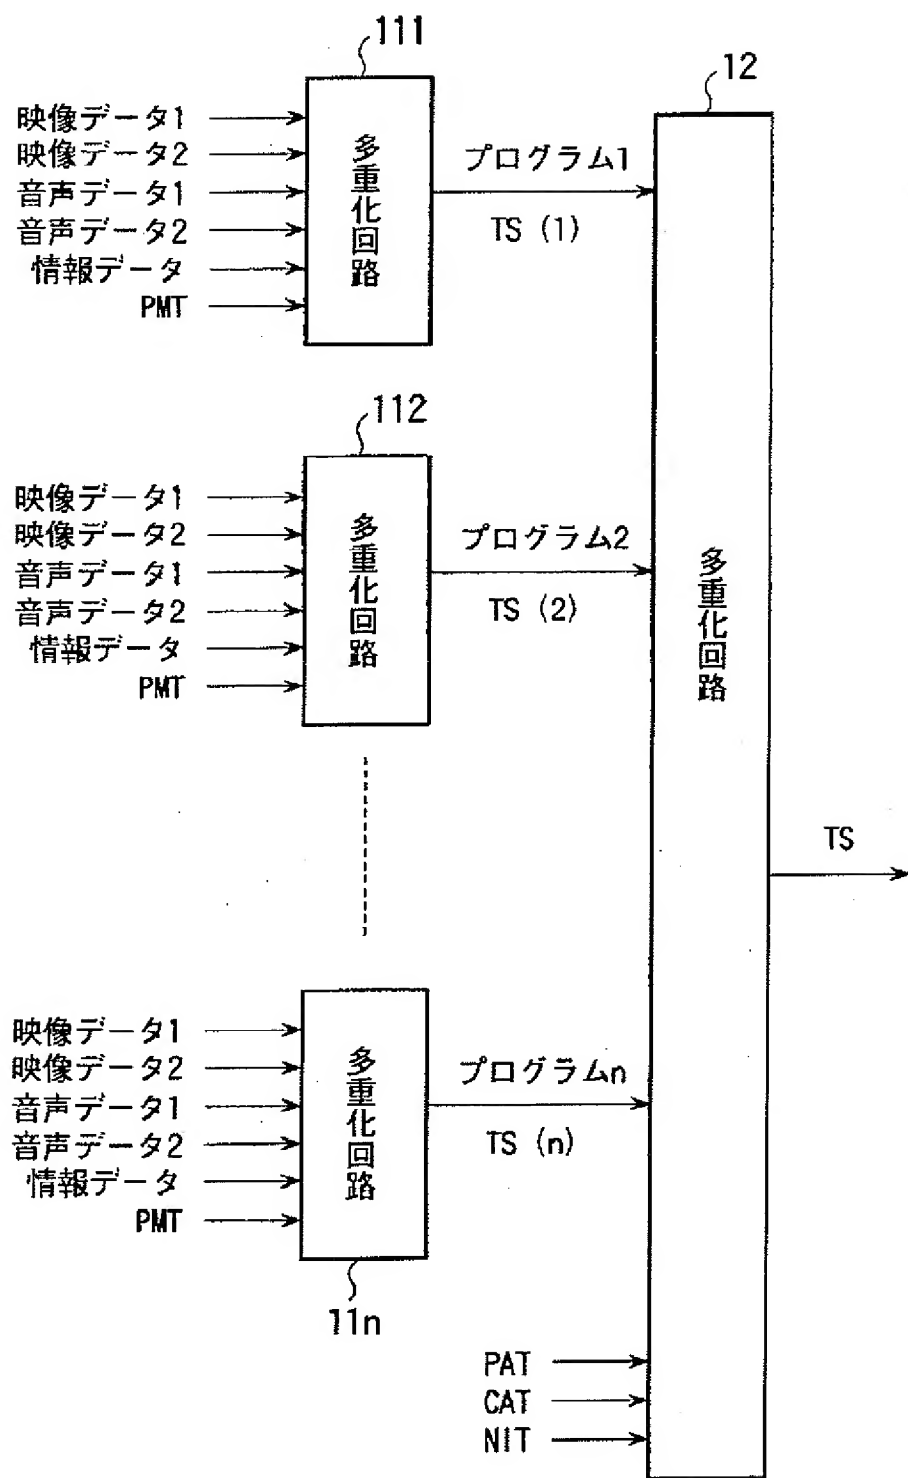 111
映像データ1
映像データ2
音声データ1
音声データ2
情報データ
PMT
多重化回路
プログラム1
TS (1)
12
多重化回路
112
映像データ1
映像データ2
音声データ1
音声データ2
情報データ
PMT
多重化回路
プログラム2
TS (2)
TS
映像データ1
映像データ2
音声データ1
音声データ2
情報データ
PMT
多重化回路
プログラムn
TS (n)
11n
PAT
CAT
NIT